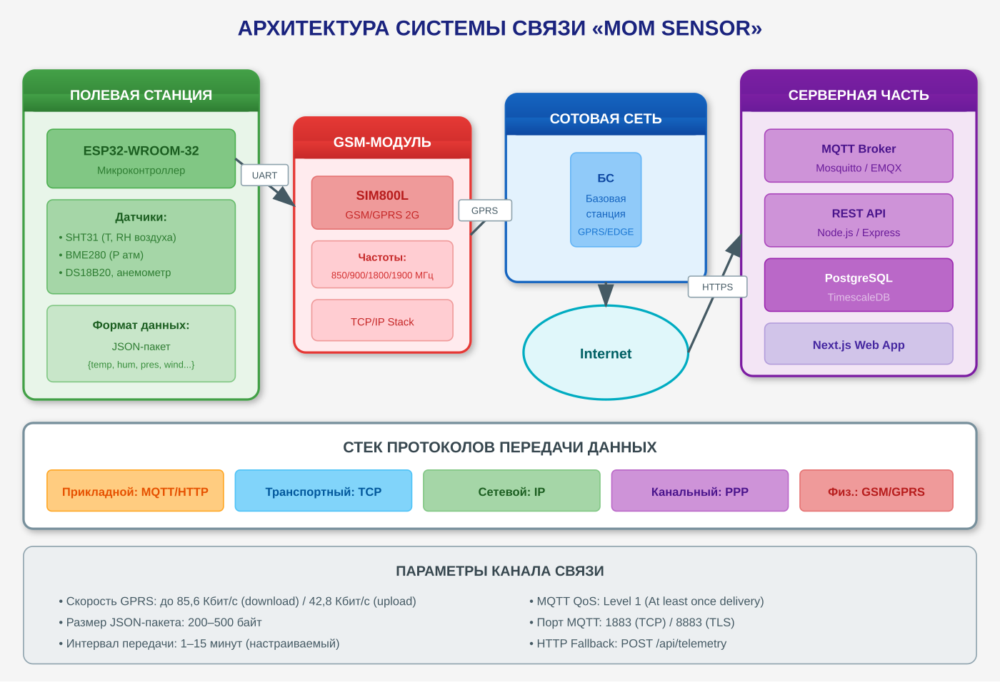 АРХИТЕКТУРА СИСТЕМЫ СВЯЗИ «MOM SENSOR»
ПОЛЕВАЯ СТАНЦИЯ
ESP32-WROOM-32
Микроконтроллер
Датчики:
• SHT31 (T, RH воздуха)
• BME280 (P атм)
• DS18B20, анемометр
Формат данных:
JSON-пакет
{temp, hum, pres, wind...}
UART
GSM-МОДУЛЬ
SIM800L
GSM/GPRS 2G
Частоты:
850/900/1800/1900 МГц
TCP/IP Stack
GPRS
СОТОВАЯ СЕТЬ
БС
Базовая
станция
GPRS/EDGE
Internet
HTTPS
СЕРВЕРНАЯ ЧАСТЬ
MQTT Broker
Mosquitto / EMQX
REST API
Node.js / Express
PostgreSQL
TimescaleDB
Next.js Web App
СТЕК ПРОТОКОЛОВ ПЕРЕДАЧИ ДАННЫХ
Прикладной: MQTT/HTTP
Транспортный: TCP
Сетевой: IP
Канальный: PPP
Физ.: GSM/GPRS
ПАРАМЕТРЫ КАНАЛА СВЯЗИ
• Скорость GPRS: до 85,6 Кбит/с (download) / 42,8 Кбит/с (upload)
• Размер JSON-пакета: 200–500 байт
• Интервал передачи: 1–15 минут (настраиваемый)
• MQTT QoS: Level 1 (At least once delivery)
• Порт MQTT: 1883 (TCP) / 8883 (TLS)
• HTTP Fallback: POST /api/telemetry